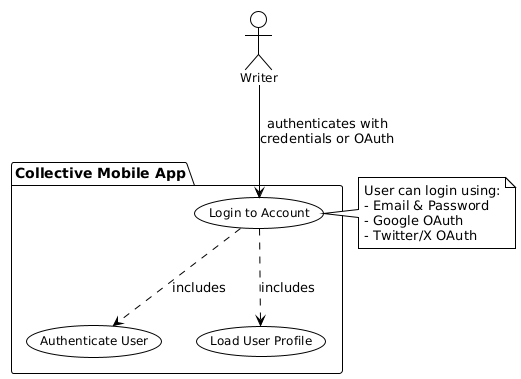 Writer
authenticates with
credentials or OAuth
Collective Mobile App
Login to Account
User can login using:
- Email & Password
- Google OAuth
- Twitter/X OAuth
includes
includes
Authenticate User
Load User Profile